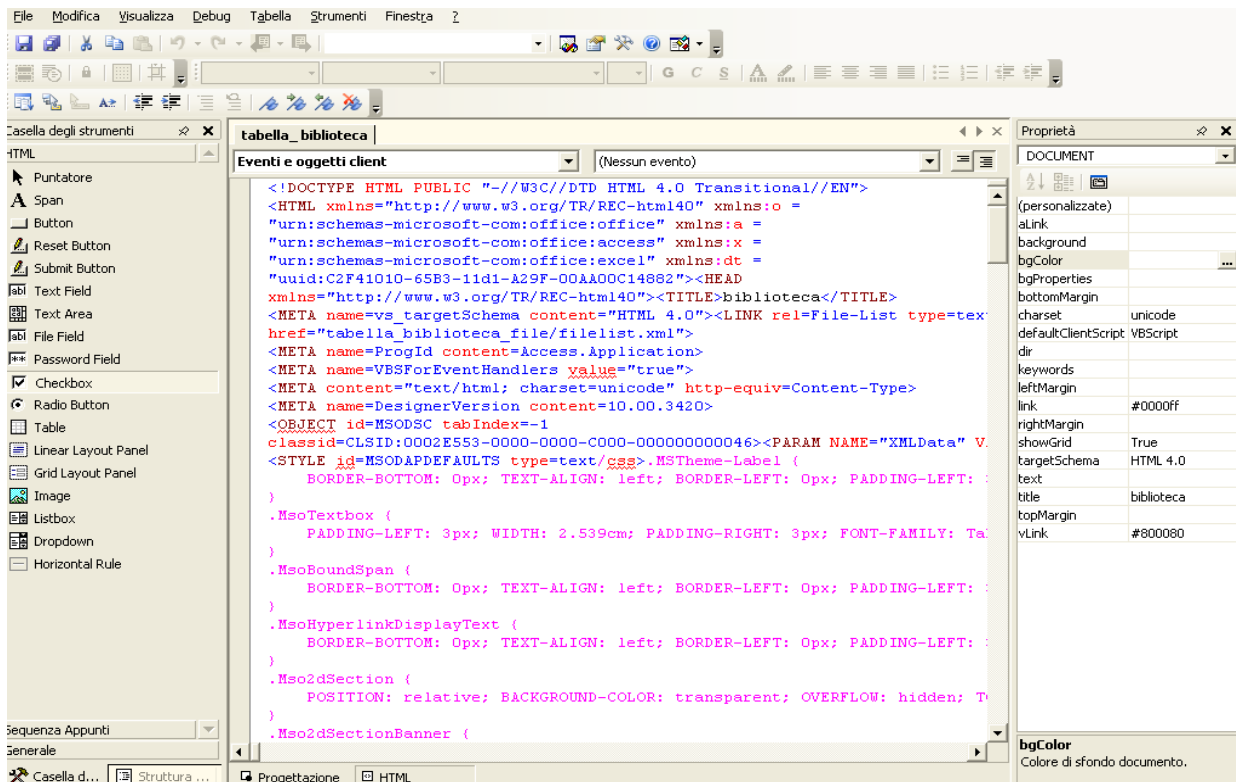 File Modifica Visualizza Debug Tabella Strumenti Finestra ?
G C S
Casella degli strumenti
HTML
Puntatore
Span
Button
Reset Button
Submit Button
Text Field
Text Area
File Field
Password Field
Checkbox
Radio Button
Table
Linear Layout Panel
Grid Layout Panel
Image
Listbox
Dropdown
Horizontal Rule
Sequenza Appunti
Generale
Casella d... Struttura ...
tabella_biblioteca
Eventi e oggetti client (Nessun evento)
<!DOCTYPE HTML PUBLIC "-//W3C//DTD HTML 4.0 Transitional//EN">
<HTML xmlns="http://www.w3.org/TR/REC-html40" xmlns:o =
"urn:schemas-microsoft-com:office:office" xmlns:a =
"urn:schemas-microsoft-com:office:access" xmlns:x =
"urn:schemas-microsoft-com:office:excel" xmlns:dt =
"uuid:C2F41010-65B3-11d1-A29F-00AA00C14882"><HEAD
xmlns="http://www.w3.org/TR/REC-html40"><TITLE>biblioteca</TITLE>
<META name=vs_targetSchema content="HTML 4.0"><LINK rel=File-List type=tex
href="tabella_biblioteca_file/filelist.xml">
<META name=ProgId content=Access.Application>
<META name=VBSForEventHandlers value="true">
<META content="text/html; charset=unicode" http-equiv=Content-Type>
<META name=DesignerVersion content=10.00.3420>
<OBJECT id=MSODSC tabIndex=-1
classid=CLSID:0002E553-0000-0000-C000-000000000046><PARAM NAME="XMLData" V
<STYLE id=MSODAPDEFAULTS type=text/css>.MSTheme-Label {
BORDER-BOTTOM: 0px; TEXT-ALIGN: left; BORDER-LEFT: 0px; PADDING-LEFT:
}
.MsoTextbox {
PADDING-LEFT: 3px; WIDTH: 2.539cm; PADDING-RIGHT: 3px; FONT-FAMILY: Ta
}
.MsoBoundSpan {
BORDER-BOTTOM: 0px; TEXT-ALIGN: left; BORDER-LEFT: 0px; PADDING-LEFT:
}
.MsoHyperlinkDisplayText {
BORDER-BOTTOM: 0px; TEXT-ALIGN: left; BORDER-LEFT: 0px; PADDING-LEFT:
}
.Mso2dSection {
POSITION: relative; BACKGROUND-COLOR: transparent; OVERFLOW: hidden; T
}
.Mso2dSectionBanner {
Progettazione HTML
Proprietà
DOCUMENT
(personalizzate)
aLink
background
bgColor ...
bgProperties
bottomMargin
charset unicode
defaultClientScript VBScript
dir
keywords
leftMargin
link #0000ff
rightMargin
showGrid True
targetSchema HTML 4.0
text
title biblioteca
topMargin
vLink #800080
bgColor
Colore di sfondo documento.